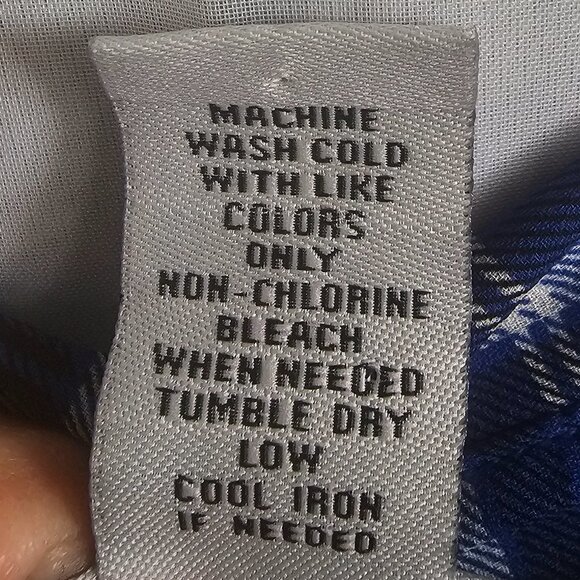 MACHINE
WASH COLD
WITH LIKE
COLORS
ONLY
NON-CHLORINE
BLEACH
WHEN NEEDED
TUMBLE DRY
LOW
COOL IRON
IF NEEDED